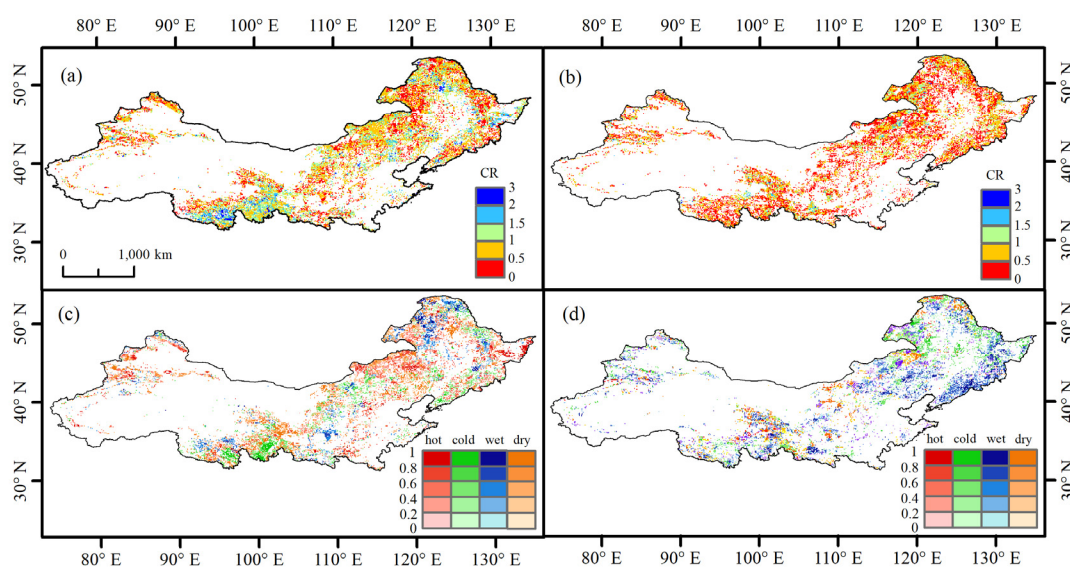 80° E 90° E 100° E 110° E 120° E 130° E 80° E 90° E 100° E 110° E 120° E 130° E
(a) (b)
50° N 50° N
40° N 40° N
30° N 30° N
CR CR
3 3
2 2
1.5 1.5
1 1
0.5 0.5
0 0
0 1,000 km
(c) (d)
50° N 50° N
40° N 40° N
30° N 30° N
hot cold wet dry hot cold wet dry
1 1
0.8 0.8
0.6 0.6
0.4 0.4
0.2 0.2
0 0
80° E 90° E 100° E 110° E 120° E 130° E 80° E 90° E 100° E 110° E 120° E 130° E